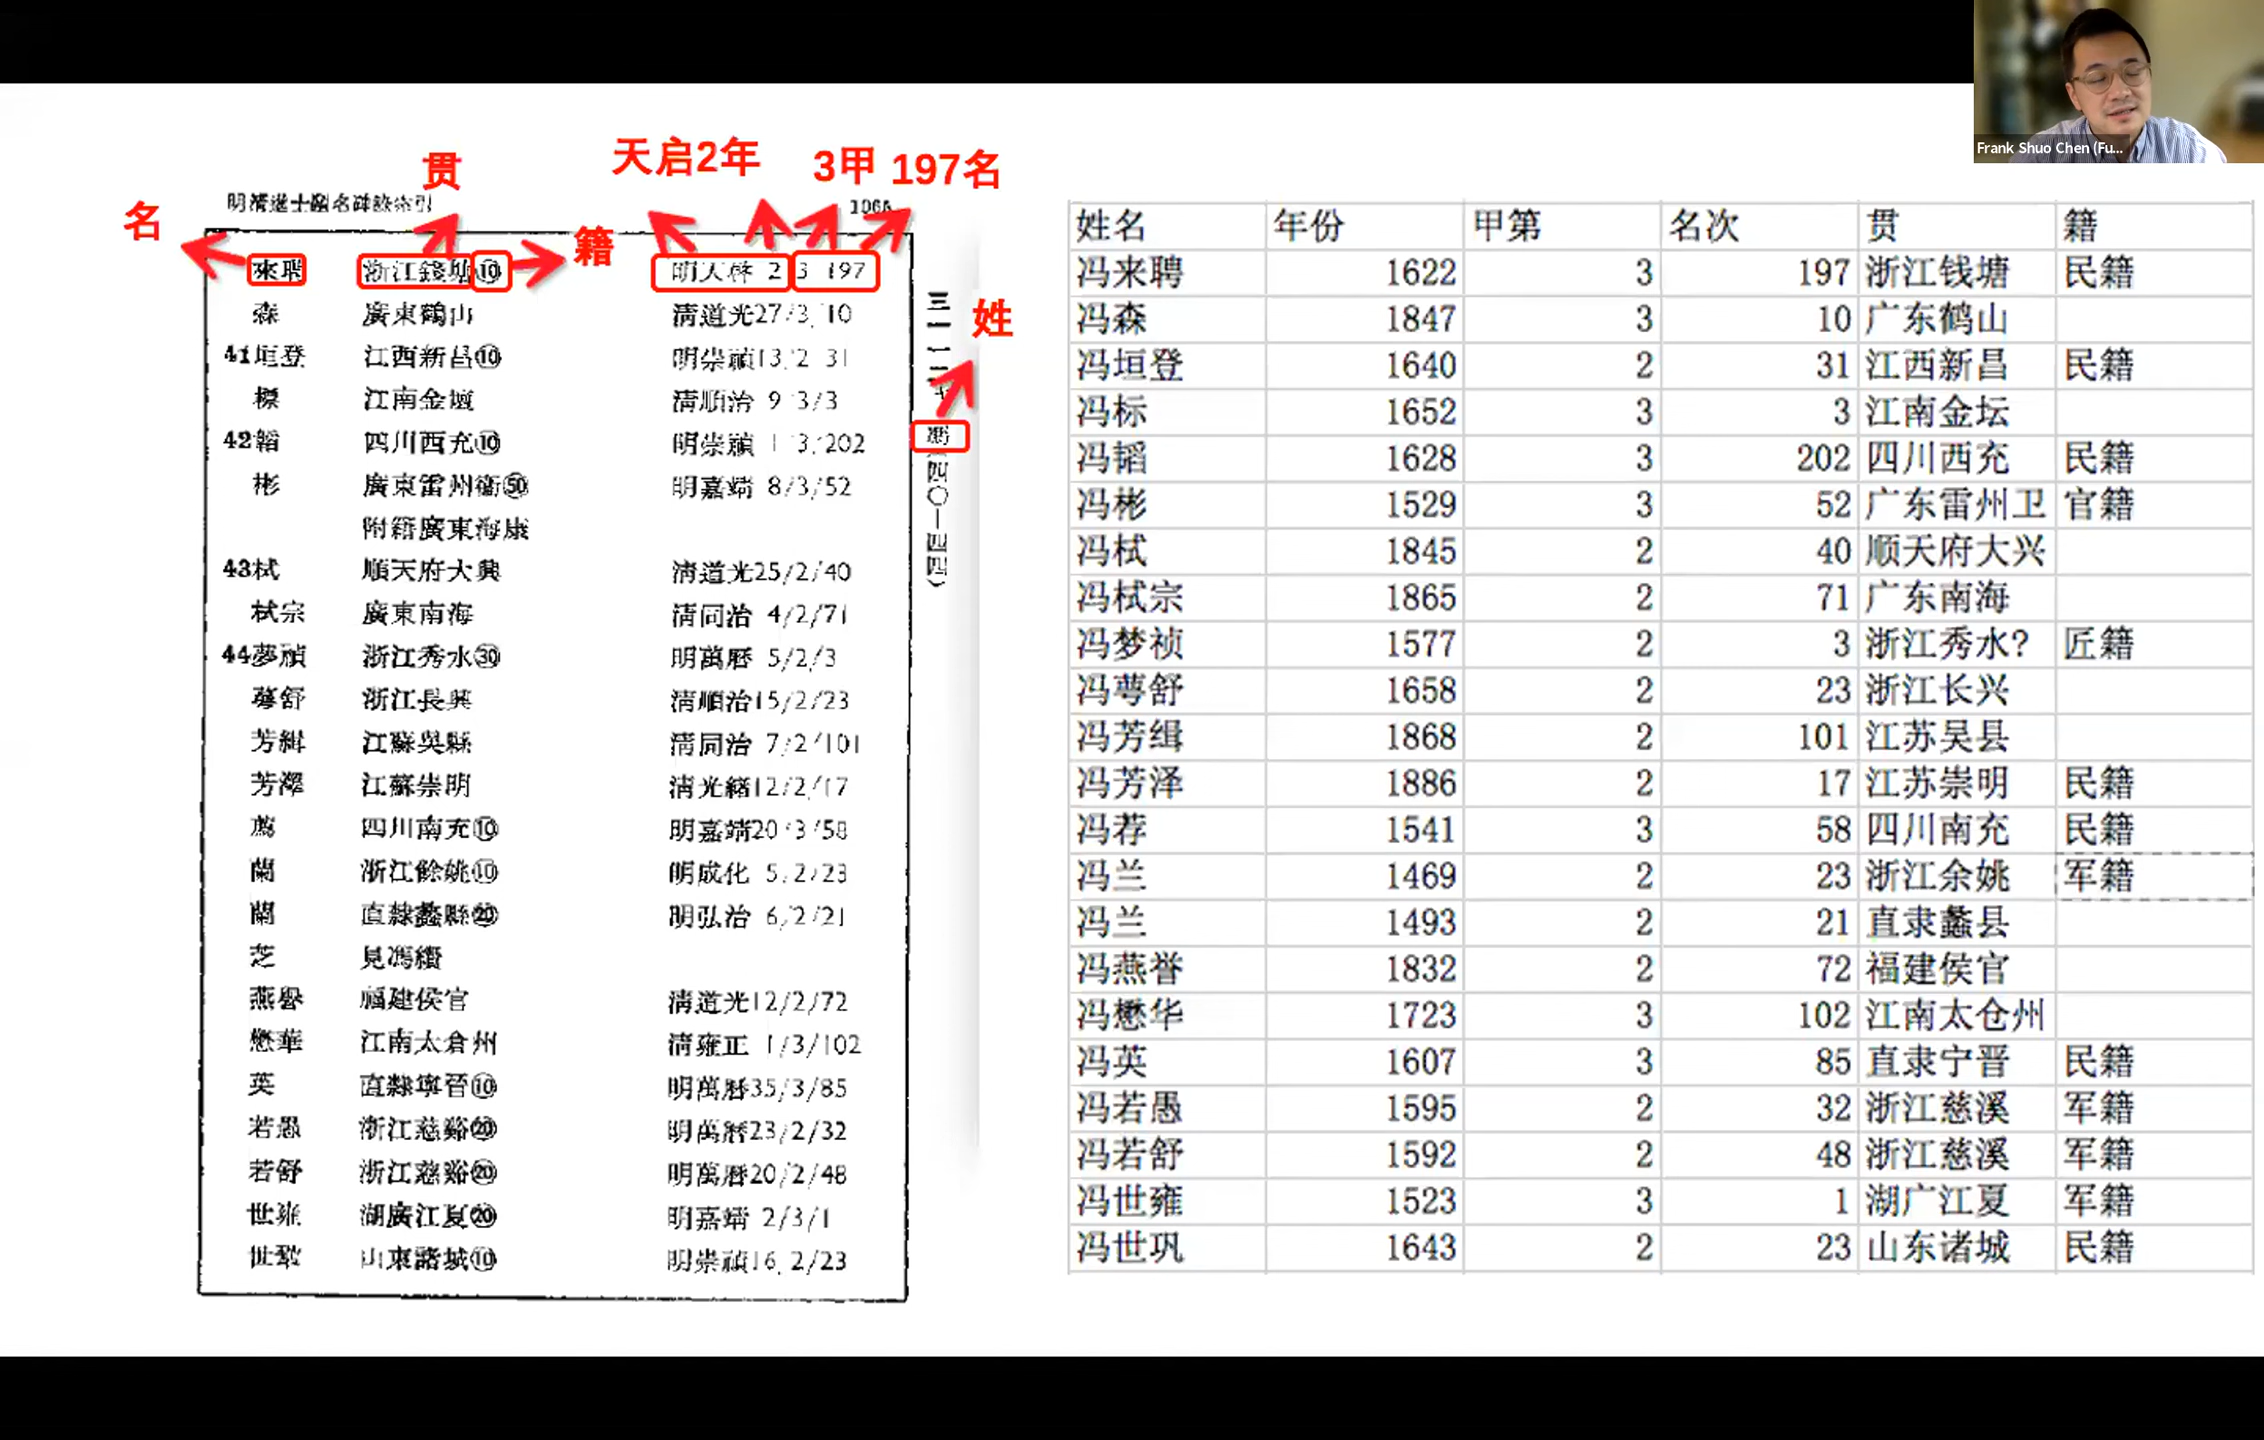 Frank Shuo Chen (Fu...
天启2年
3甲 197名
贯
名
籍
姓
明清進士題名碑錄索引
來聘 浙江錢塘⑩ 明天啓 2 3 197
森 廣東鶴山 清道光27/3/10
41垣登 江西新昌⑩ 明崇禎13/2 31
標 江南金壇 清順治 9 3/3
42韜 四川西充⑩ 明崇禎 1 3/202
彬 廣東雷州衞㊿ 明嘉靖 8/3/52
附籍廣東海康
43栻 順天府大興 清道光25/2/40
栻宗 廣東南海 清同治 4/2/71
44夢禎 浙江秀水㉚ 明萬曆 5/2/3
萼舒 浙江長興 清順治15/2/23
芳緝 江蘇吳縣 清同治 7/2/101
芳澤 江蘇崇明 清光緒12/2/17
薦 四川南充⑩ 明嘉靖20/3/58
蘭 浙江餘姚⑩ 明成化 5/2/23
蘭 直隸蠡縣⑳ 明弘治 6/2/21
芝 見馮纘
燕譽 福建侯官 清道光12/2/72
懋華 江南太倉州 清雍正 1/3/102
英 直隸寧晉⑩ 明萬曆35/3/85
若愚 浙江慈谿⑳ 明萬曆23/2/32
若舒 浙江慈谿⑳ 明萬曆20/2/48
世雍 湖廣江夏⑳ 明嘉靖 2/3/1
世鞏 山東諸城⑩ 明崇禎16/2/23
馮(四〇—四四)
姓名 年份 甲第 名次 贯 籍
冯来聘 1622 3 197 浙江钱塘 民籍
冯森 1847 3 10 广东鹤山
冯垣登 1640 2 31 江西新昌 民籍
冯标 1652 3 3 江南金坛
冯韬 1628 3 202 四川西充 民籍
冯彬 1529 3 52 广东雷州卫 官籍
冯栻 1845 2 40 顺天府大兴
冯栻宗 1865 2 71 广东南海
冯梦祯 1577 2 3 浙江秀水? 匠籍
冯萼舒 1658 2 23 浙江长兴
冯芳缉 1868 2 101 江苏吴县
冯芳泽 1886 2 17 江苏崇明 民籍
冯荐 1541 3 58 四川南充 民籍
冯兰 1469 2 23 浙江余姚 军籍
冯兰 1493 2 21 直隶蠡县
冯燕誉 1832 2 72 福建侯官
冯懋华 1723 3 102 江南太仓州
冯英 1607 3 85 直隶宁晋 民籍
冯若愚 1595 2 32 浙江慈溪 军籍
冯若舒 1592 2 48 浙江慈溪 军籍
冯世雍 1523 3 1 湖广江夏 军籍
冯世巩 1643 2 23 山东诸城 民籍